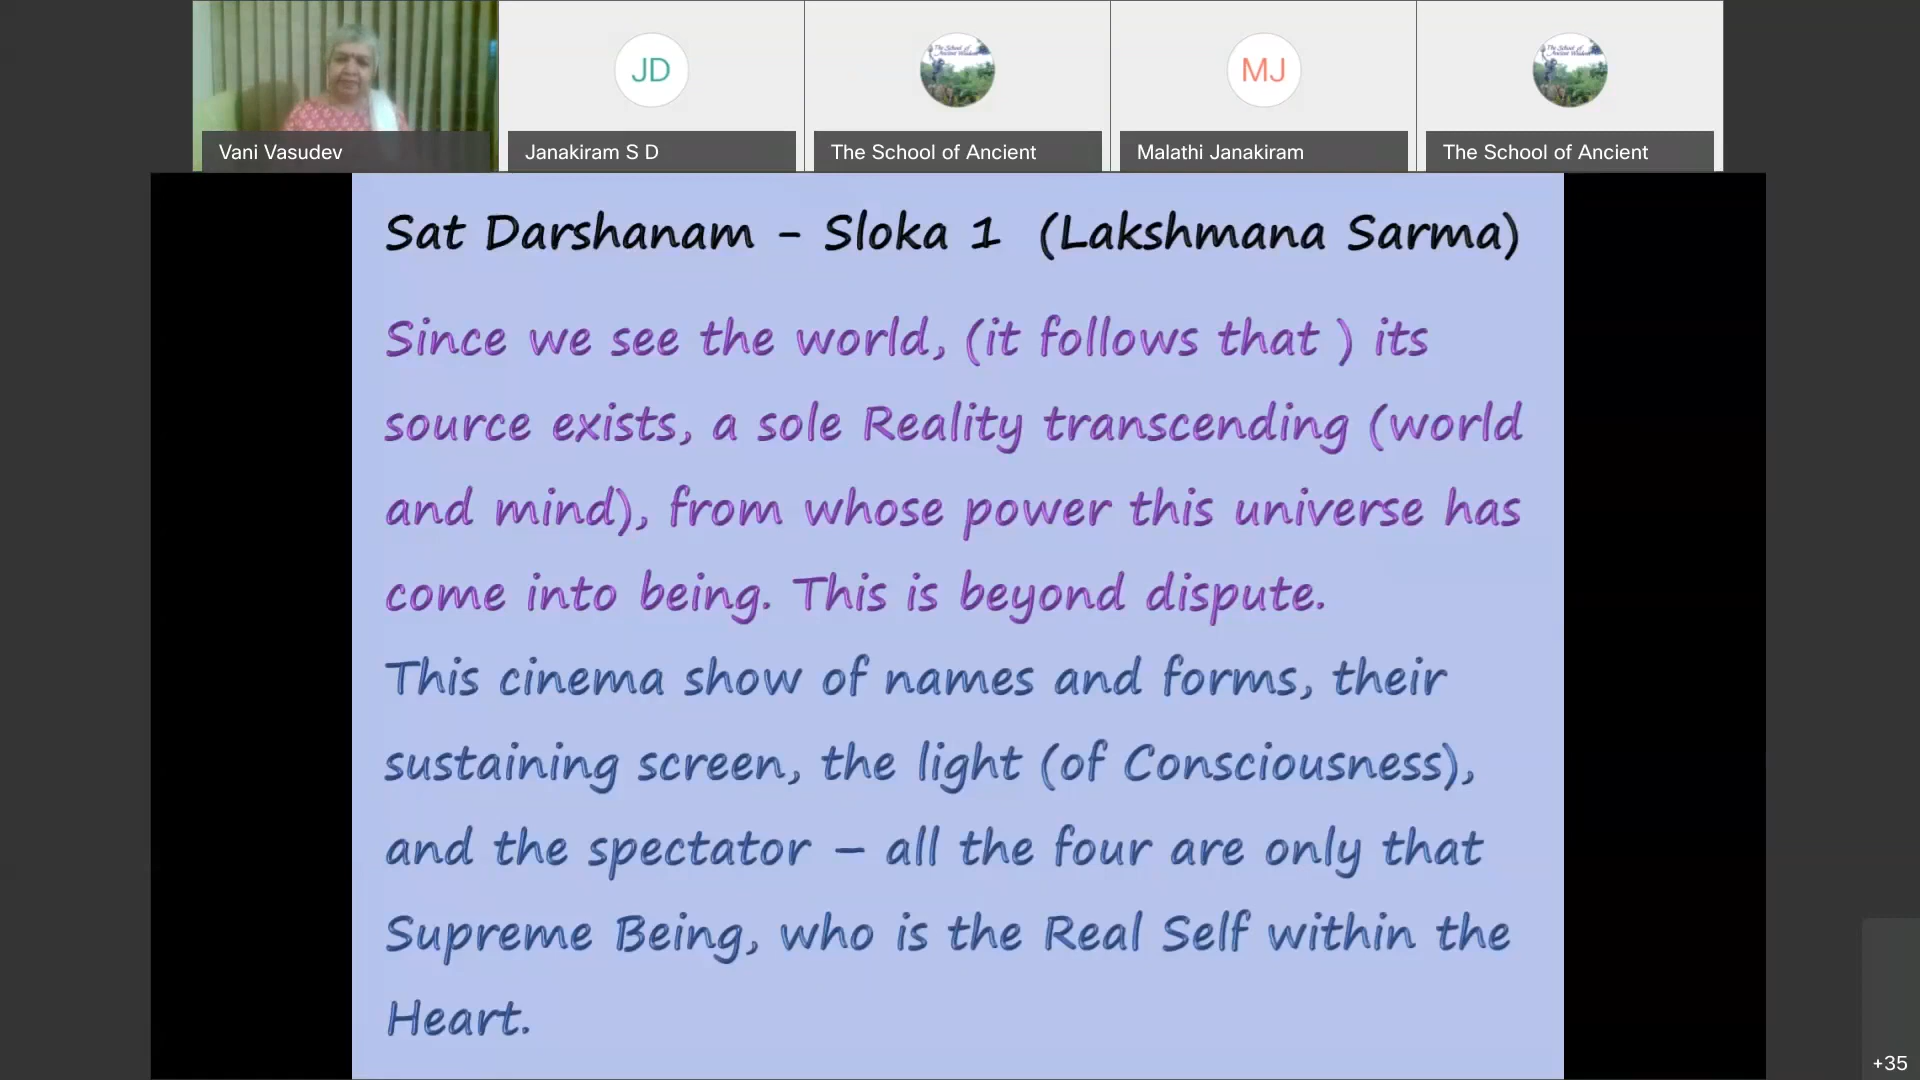 JD
MJ
Vani Vasudev
Janakiram S D
The School of Ancient
Malathi Janakiram
The School of Ancient
Sat Darshanam - Sloka 1 (Lakshmana Sarma)
Since we see the world, (it follows that ) its
source exists, a sole Reality transcending (world
and mind), from whose power this universe has
come into being. This is beyond dispute.
This cinema show of names and forms, their
sustaining screen, the light (of Consciousness),
and the spectator – all the four are only that
Supreme Being, who is the Real Self within the
Heart.
+35